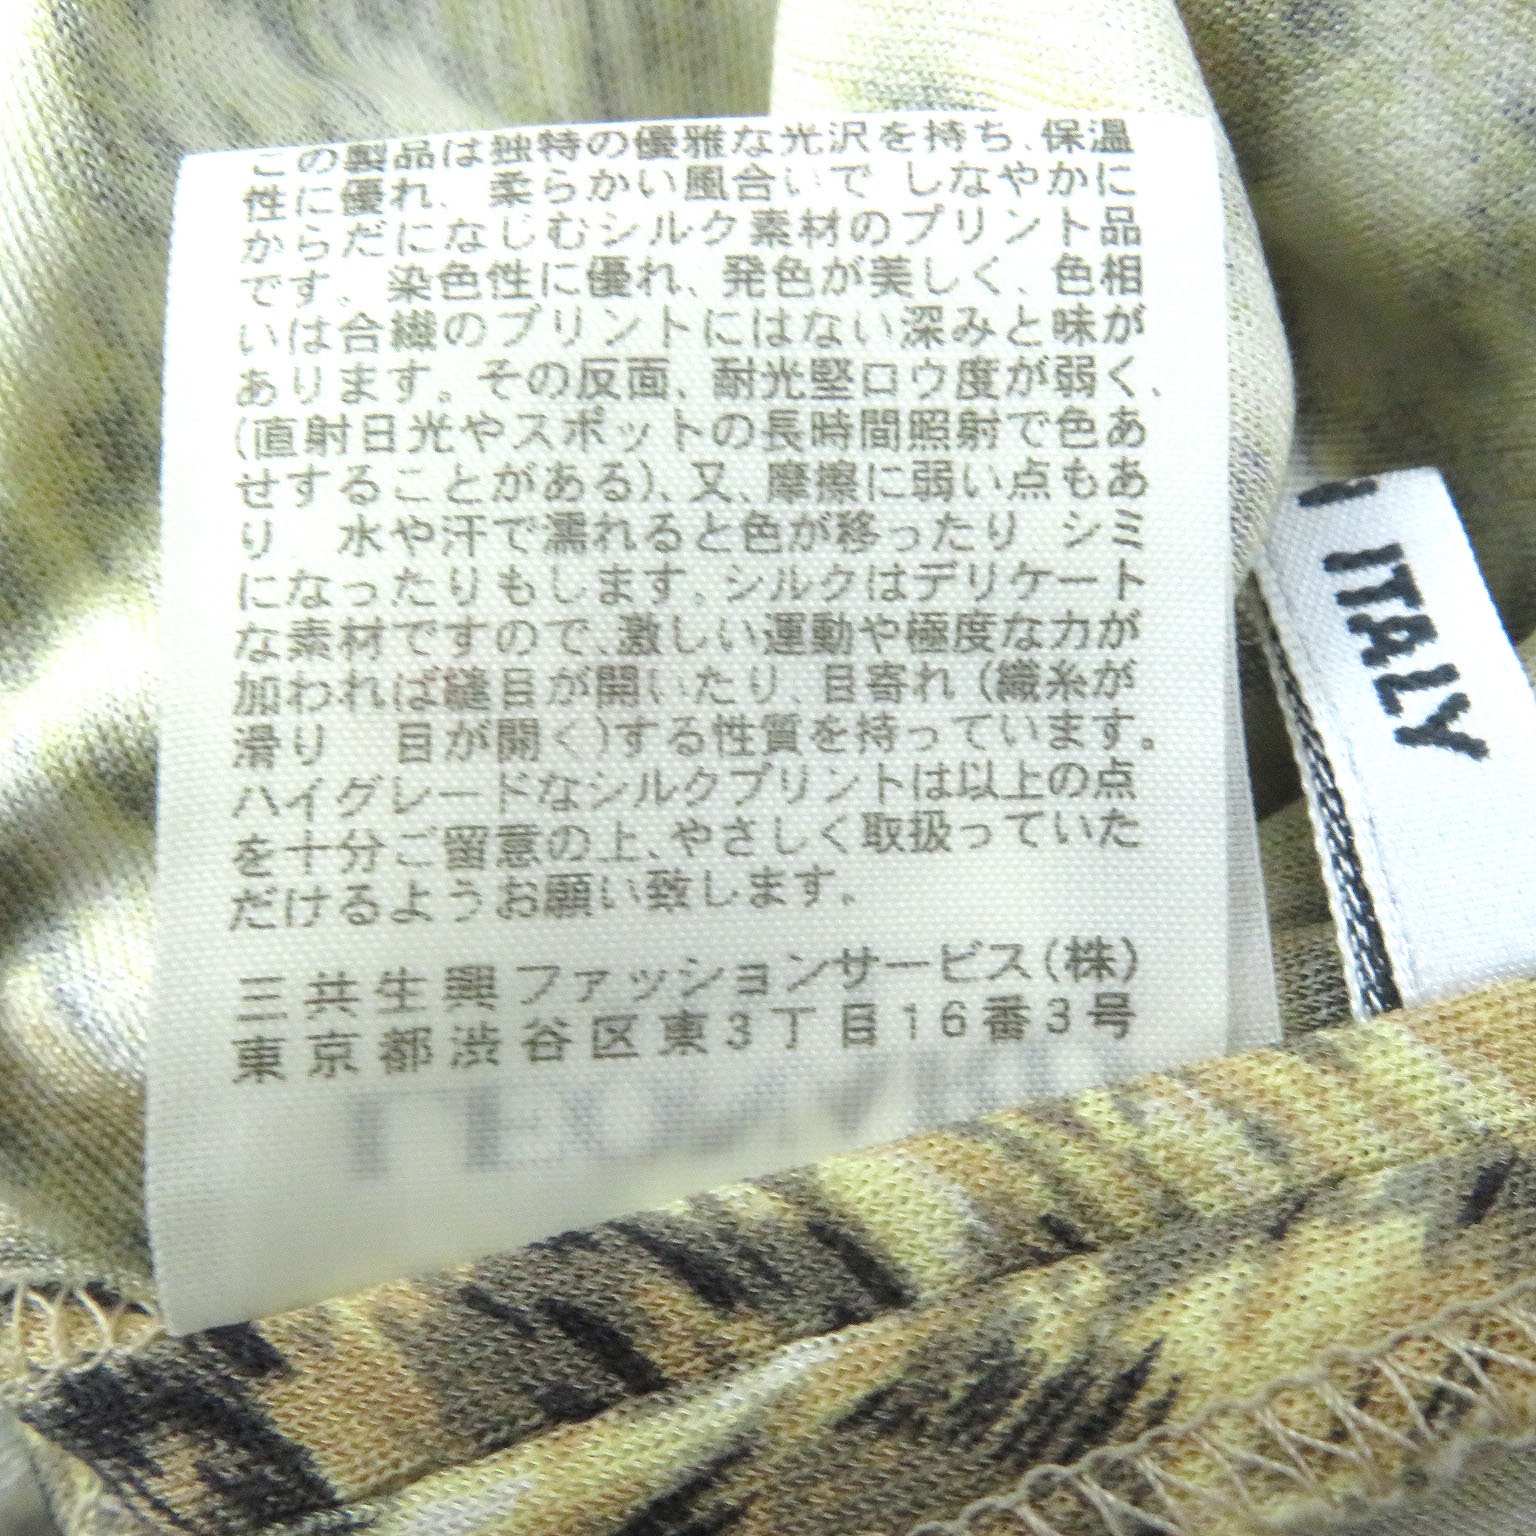 この製品は独特の優雅な光沢を持ち、保温
性に優れ、柔らかい風合いで しなやかに
からだになじむシルク素材のプリント品
です。染色性に優れ、発色が美しく、色相
いは合繊のプリントにはない深みと味が
あります。その反面、耐光堅ロウ度が弱く、
(直射日光やスポットの長時間照射で色あ
せすることがある)、又、摩擦に弱い点もあ
り 水や汗で濡れると色が移ったり シミ
になったりもします。シルクはデリケート
な素材ですので、激しい運動や極度な力が
加われば縫目が開いたり、目寄れ(織糸が
滑り 目が開く)する性質を持っています。
ハイグレードなシルクプリントは以上の点
を十分ご留意の上、やさしく取扱っていた
だけるようお願い致します。
三共生興ファッションサービス(株)
東京都渋谷区東3丁目16番3号
ITALY